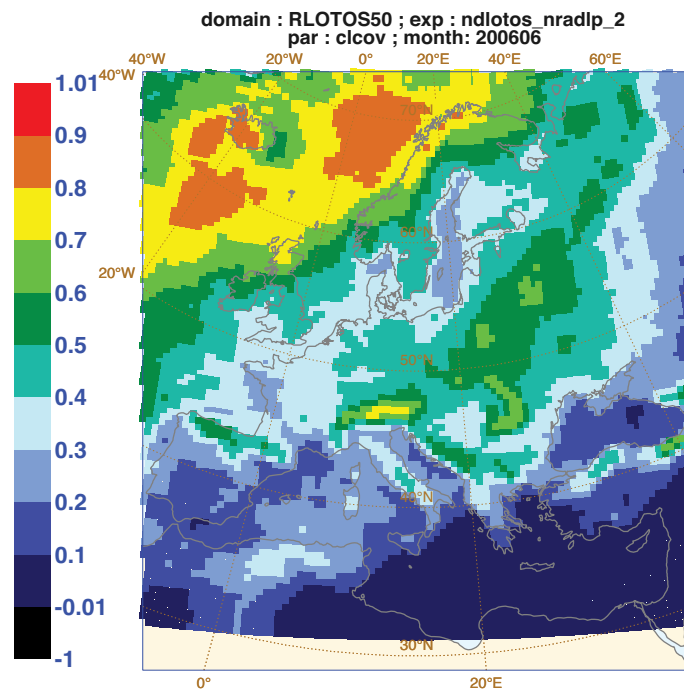 domain : RLOTOS50 ; exp : ndlotos_nradlp_2
par : clcov ; month: 200606
40°W 20°W 0° 20°E 40°E 60°E
40°W
1.01
0.9
0.8
70°N
0.7
60°N
20°W
0.6
0.5
50°N
0.4
0.3
40°N
0.2
0.1
-0.01
30°N
-1
0° 20°E